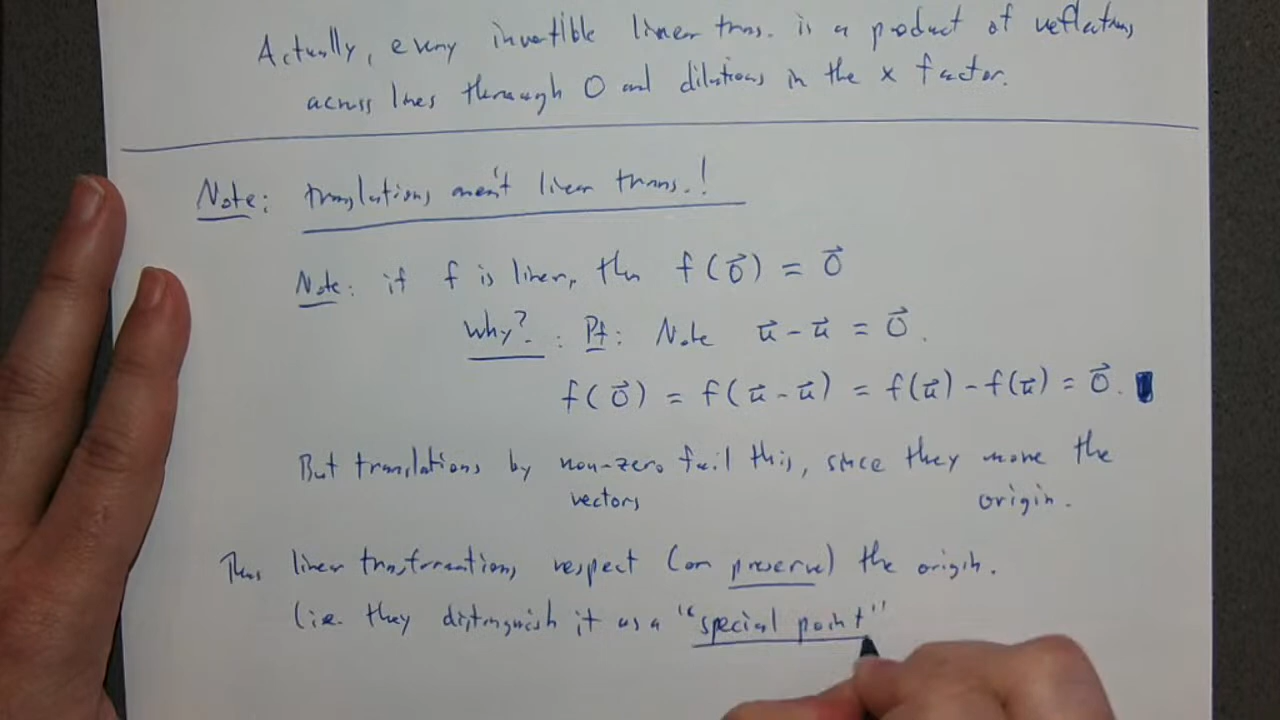 Actually, every invertible linear trans. is a product of reflections
across lines through 0 and dilations in the x factor.
Note: translations aren't linear trans.!
Note: if f is linear, thn f(0⃗) = 0⃗
Why? : Pf: Note u⃗ - u⃗ = 0⃗.
f(0⃗) = f(u⃗ - u⃗) = f(u⃗) - f(u⃗) = 0⃗. ▮
But translations by non-zero fail this, since they move the
vectors origin.
Thus linear transformations respect (or preserve) the origin.
(i.e. they distinguish it as a "special point"